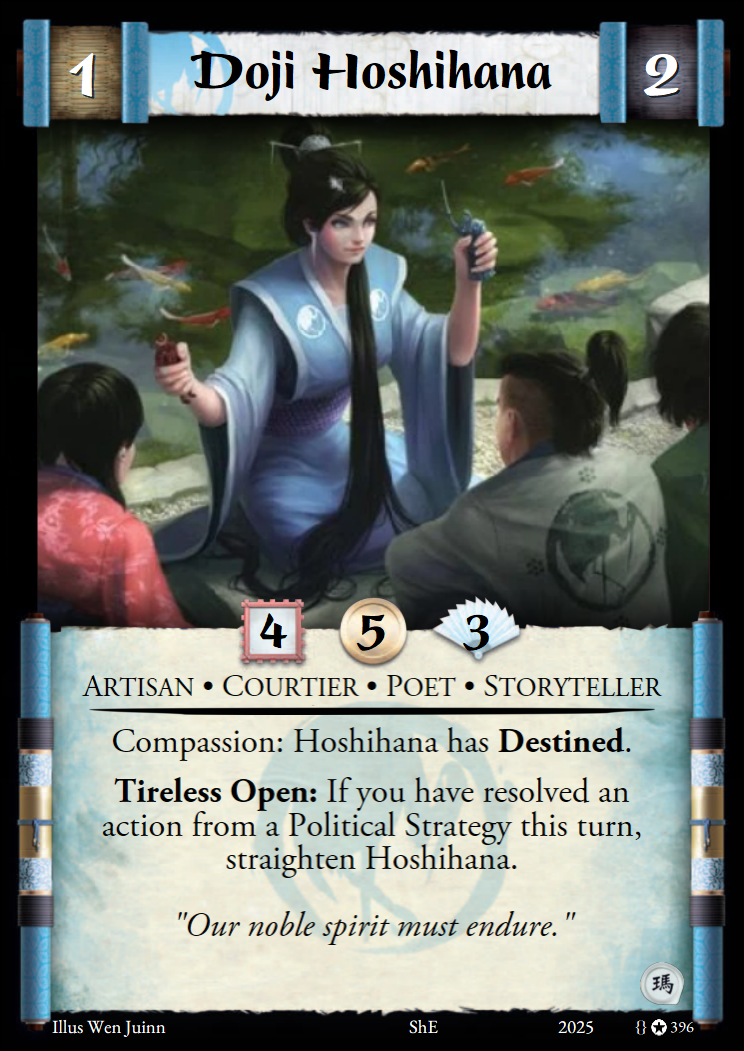 1 Doji Hoshihana 2
4 5 3
ARTISAN • COURTIER • POET • STORYTELLER
Compassion: Hoshihana has Destined.
Tireless Open: If you have resolved an
action from a Political Strategy this turn,
straighten Hoshihana.
"Our noble spirit must endure."
瑪
Illus Wen Juinn ShE 2025 {} ✪ 396